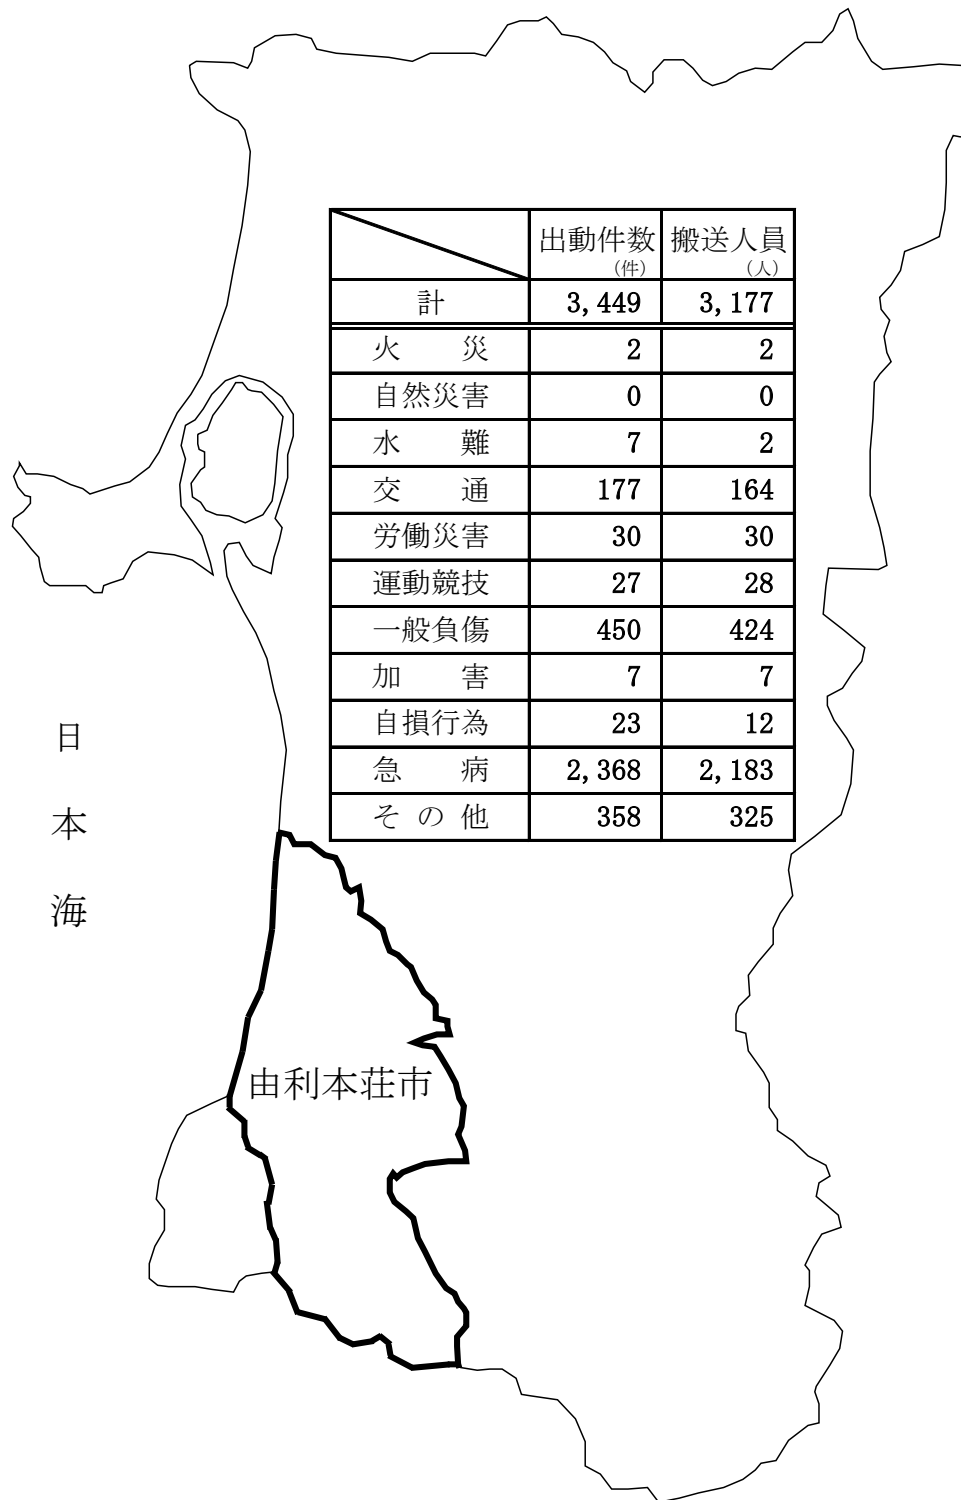 出動件数 搬送人員
(件) (人)
計 3,449 3,177
火災 2 2
自然災害 0 0
水難 7 2
交通 177 164
労働災害 30 30
運動競技 27 28
一般負傷 450 424
加害 7 7
自損行為 23 12
急病 2,368 2,183
その他 358 325
日本海
由利本荘市